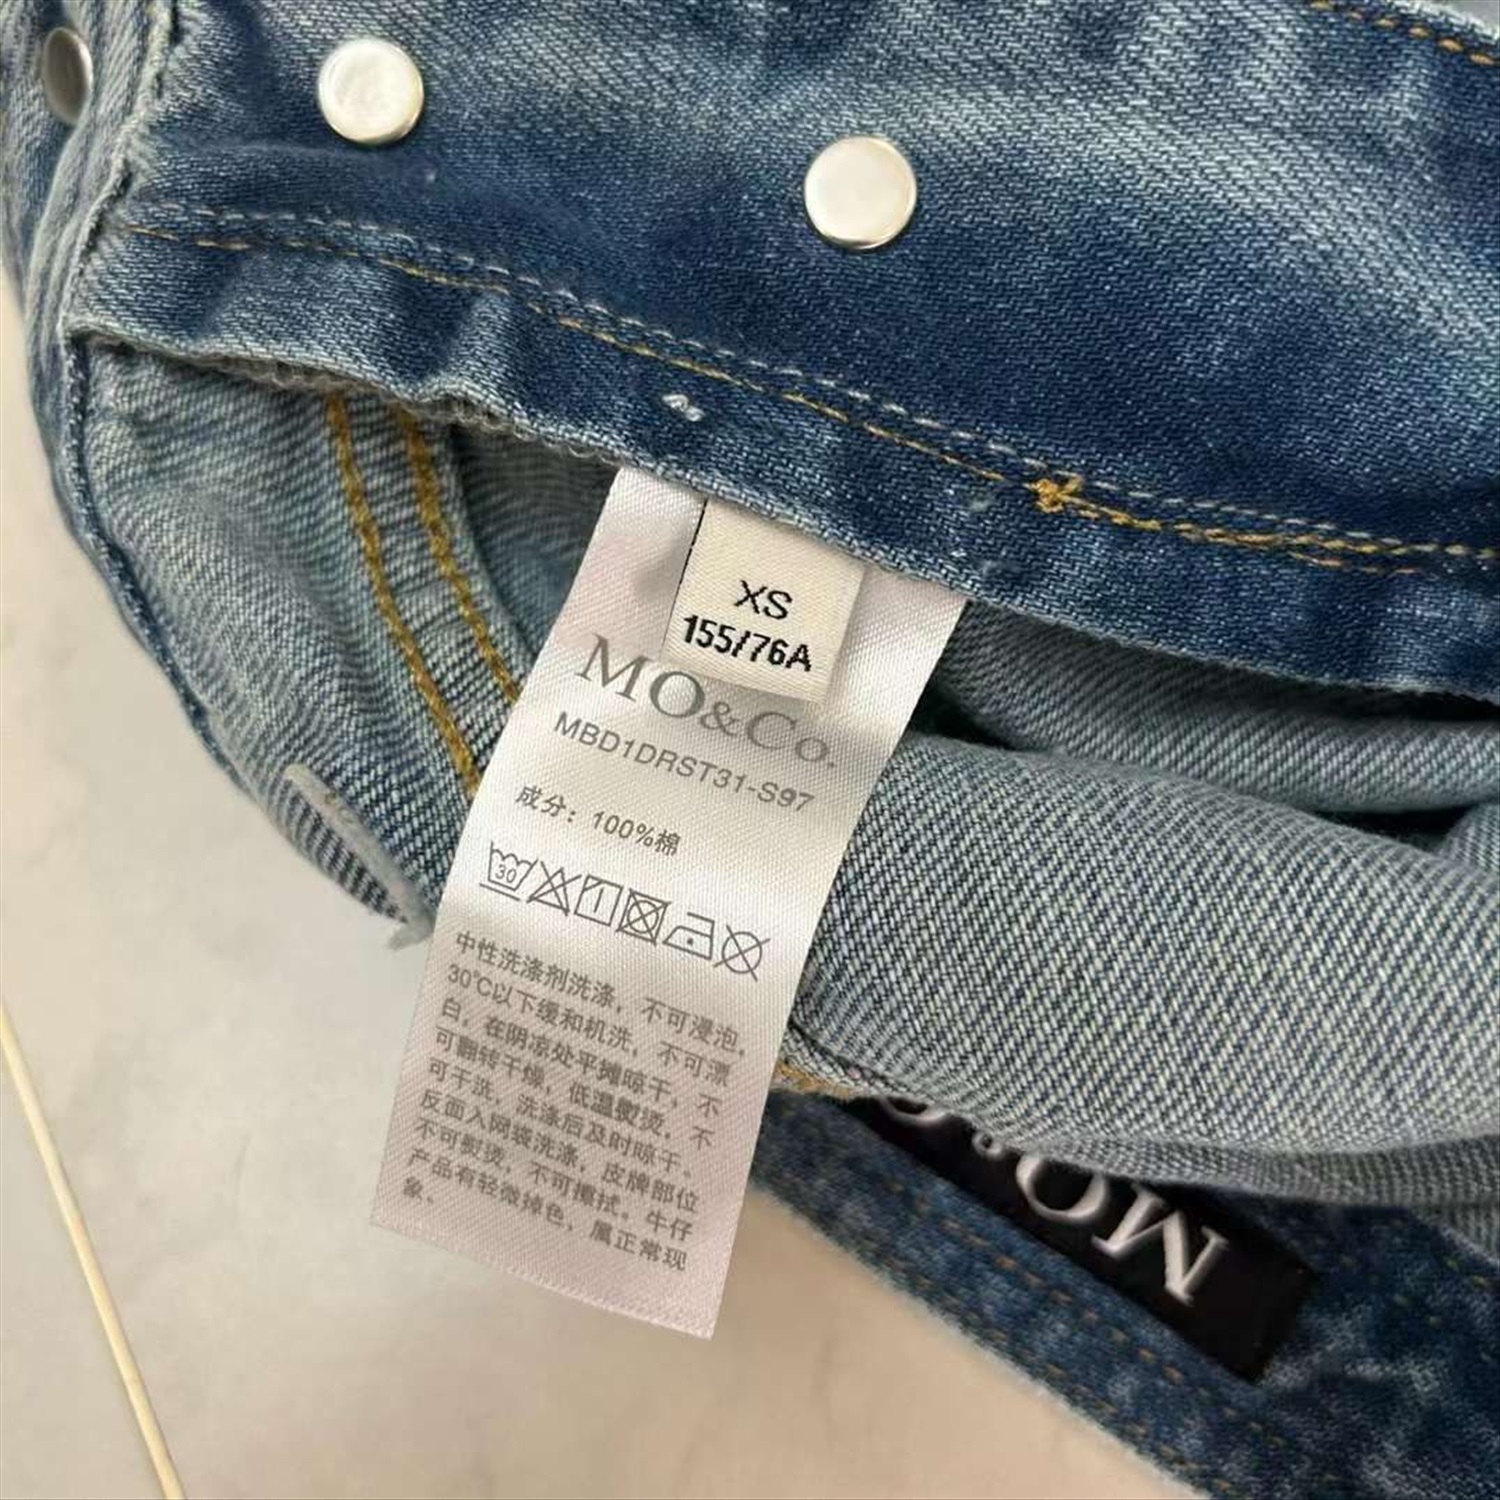 XS
155/76A
MO&Co.
MBD1DRST31-S97
成分：100%棉
30
中性洗涤剂洗涤，不可浸泡，
30℃以下缓和机洗，不可漂
白，在阴凉处平摊晾干，不
可翻转干燥，低温熨烫，不
可干洗，洗涤后及时晾干。
反面入网袋洗涤，皮牌部位
不可熨烫，不可擦拭。牛仔
产品有轻微掉色，属正常现
象。
MO&C